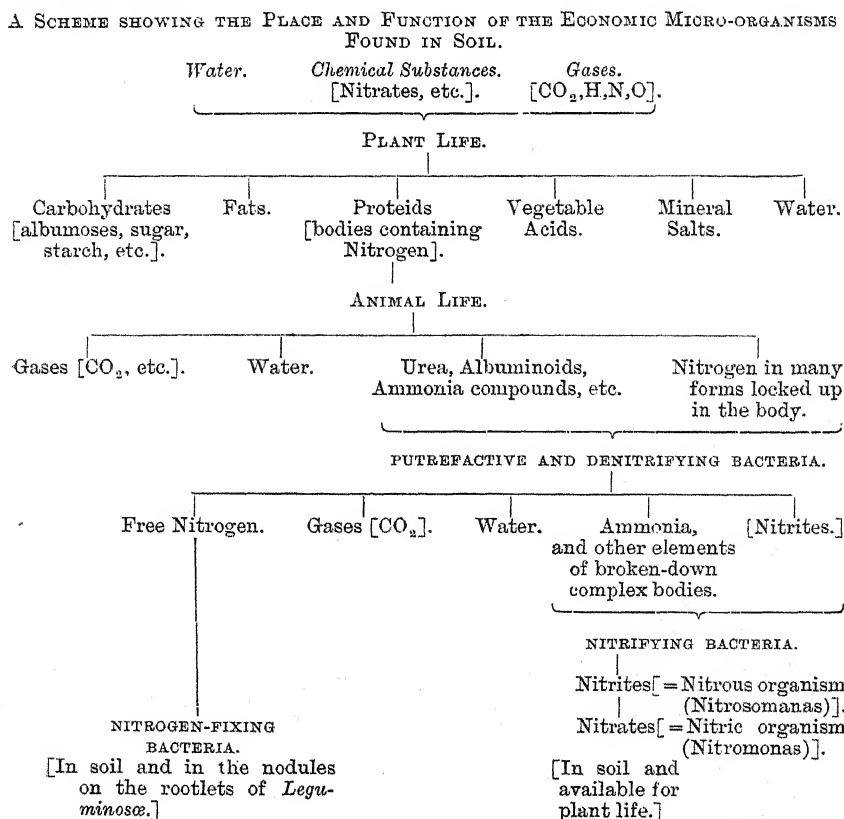 A Scheme showing the Place and Function of the Economic Micro-organisms
Found in Soil.
Water. Chemical Substances. Gases.
[Nitrates, etc.]. [CO₂,H,N,O].
Plant Life.
Carbohydrates Fats. Proteids Vegetable Mineral Water.
[albumoses, sugar, [bodies containing Acids. Salts.
starch, etc.]. Nitrogen].
Animal Life.
Gases [CO₂, etc.]. Water. Urea, Albuminoids, Nitrogen in many
Ammonia compounds, etc. forms locked up
in the body.
PUTREFACTIVE AND DENITRIFYING BACTERIA.
Free Nitrogen. Gases [CO₂]. Water. Ammonia, [Nitrites.]
and other elements
of broken-down
complex bodies.
NITRIFYING BACTERIA.
Nitrites[=Nitrous organism
(Nitrosomanas)].
Nitrates[=Nitric organism
(Nitromonas)].
[In soil and
available for
plant life.]
NITROGEN-FIXING
BACTERIA.
[In soil and in the nodules
on the rootlets of Legu-
minosœ.]